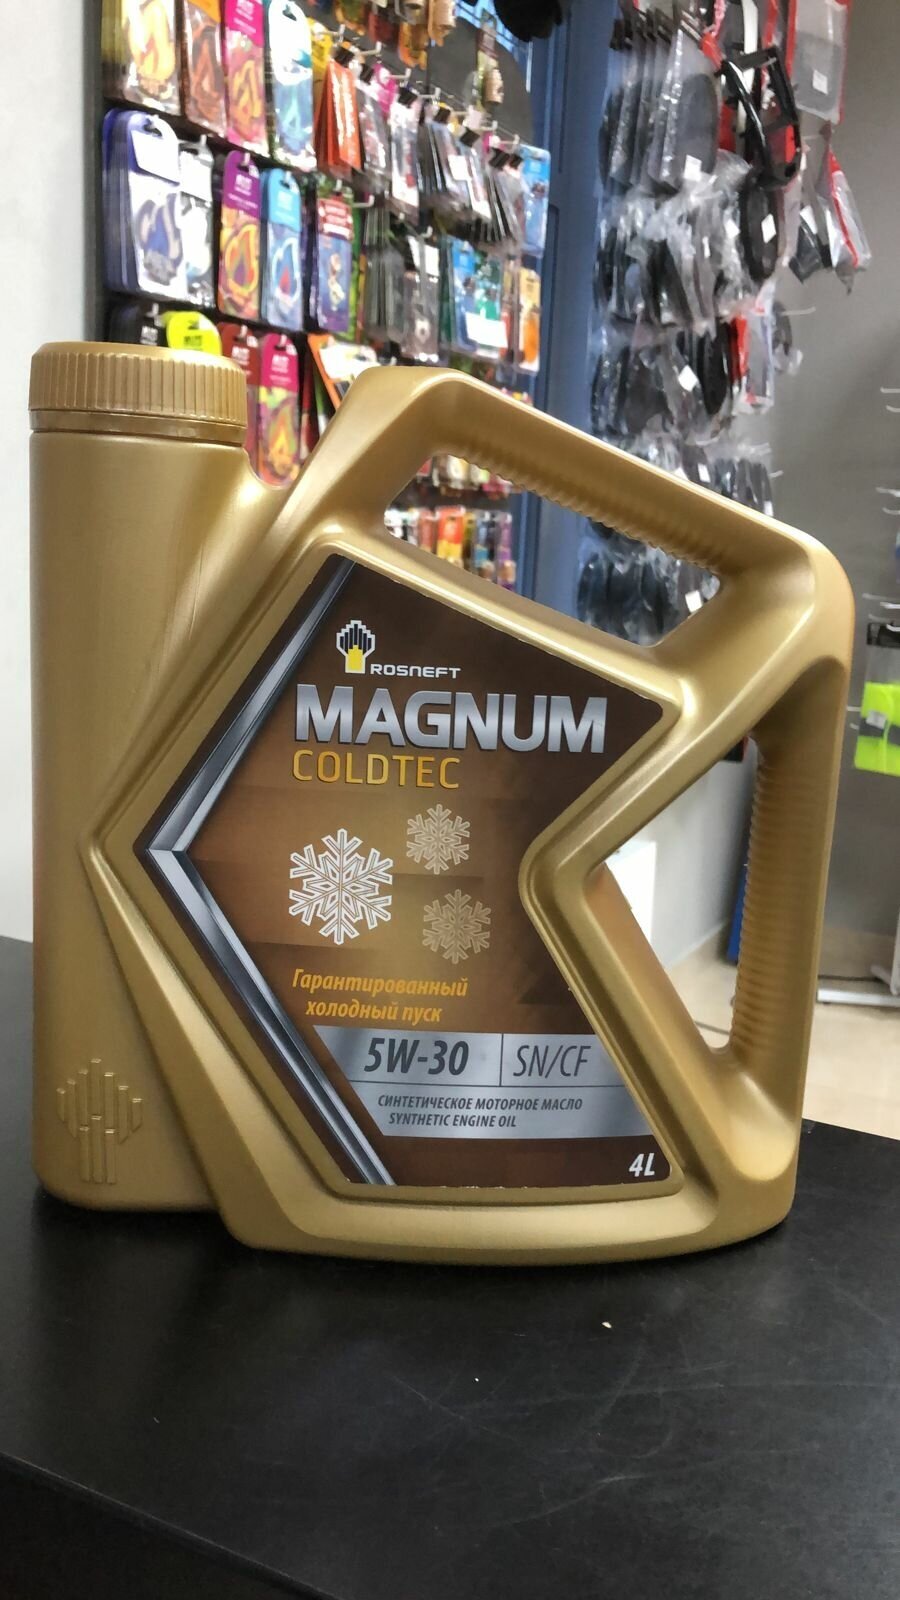 ROSNEFT
MAGNUM
COLDTEC
Гарантированный
холодный пуск
5W-30 SN/CF
СИНТЕТИЧЕСКОЕ МОТОРНОЕ МАСЛО
SYNTHETIC ENGINE OIL
4L